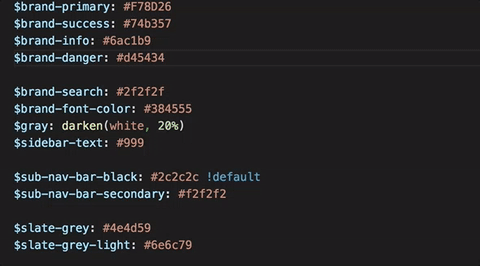 $brand-primary: #F78D26
$brand-success: #74b357
$brand-info: #6ac1b9
$brand-danger: #d45434
$brand-search: #2f2f2f
$brand-font-color: #384555
$gray: darken(white, 20%)
$sidebar-text: #999
$sub-nav-bar-black: #2c2c2c !default
$sub-nav-bar-secondary: #f2f2f2
$slate-grey: #4e4d59
$slate-grey-light: #6e6c79